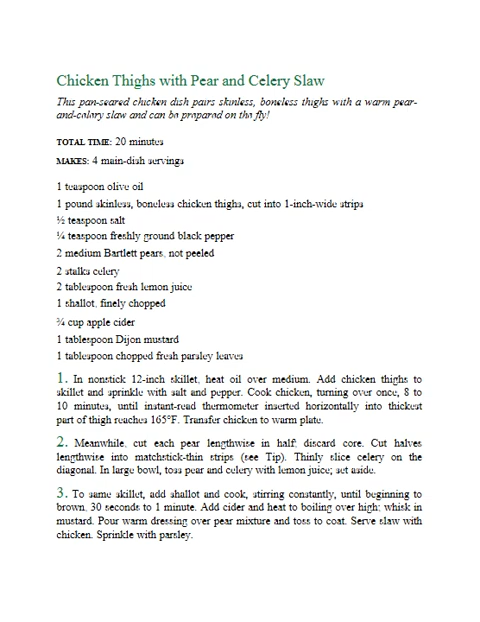 Chicken Thighs with Pear and Celery Slaw
This pan-seared chicken dish pairs skinless, boneless thighs with a warm pear-
and-celery slaw and can be prepared on the fly!
TOTAL TIME: 20 minutes
MAKES: 4 main-dish servings
1 teaspoon olive oil
1 pound skinless, boneless chicken thighs, cut into 1-inch-wide strips
½ teaspoon salt
¼ teaspoon freshly ground black pepper
2 medium Bartlett pears, not peeled
2 stalks celery
2 tablespoon fresh lemon juice
1 shallot, finely chopped
¾ cup apple cider
1 tablespoon Dijon mustard
1 tablespoon chopped fresh parsley leaves
1. In nonstick 12-inch skillet, heat oil over medium. Add chicken thighs to
skillet and sprinkle with salt and pepper. Cook chicken, turning over once, 8 to
10 minutes, until instant-read thermometer inserted horizontally into thickest
part of thigh reaches 165°F. Transfer chicken to warm plate.
2. Meanwhile, cut each pear lengthwise in half; discard core. Cut halves
lengthwise into matchstick-thin strips (see Tip). Thinly slice celery on the
diagonal. In large bowl, toss pear and celery with lemon juice; set aside.
3. To same skillet, add shallot and cook, stirring constantly, until beginning to
brown, 30 seconds to 1 minute. Add cider and heat to boiling over high; whisk in
mustard. Pour warm dressing over pear mixture and toss to coat. Serve slaw with
chicken. Sprinkle with parsley.